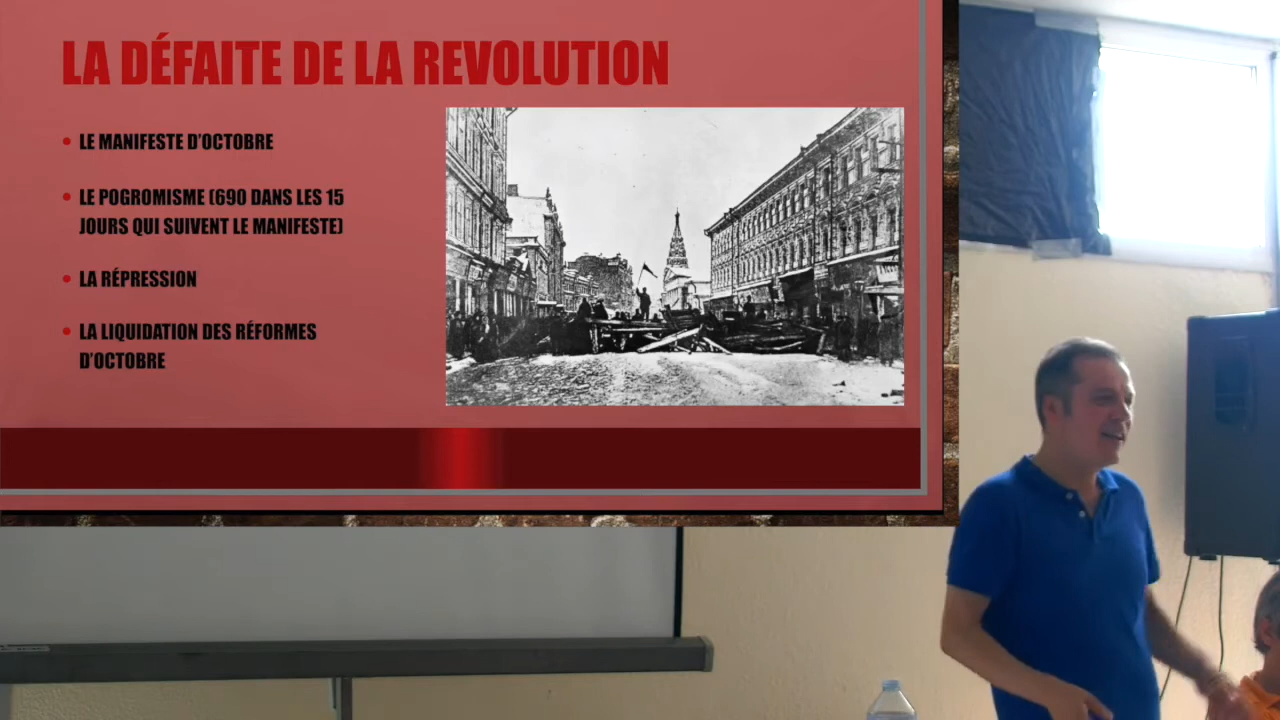 LA DÉFAITE DE LA REVOLUTION
• LE MANIFESTE D'OCTOBRE
• LE POGROMISME (690 DANS LES 15
JOURS QUI SUIVENT LE MANIFESTE)
• LA RÉPRESSION
• LA LIQUIDATION DES RÉFORMES
D'OCTOBRE